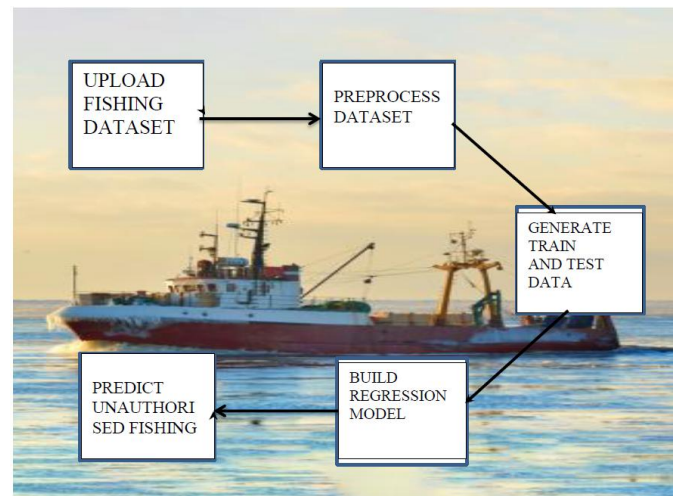 UPLOAD
FISHING
DATASET
PREPROCESS
DATASET
GENERATE
TRAIN
AND TEST
DATA
BUILD
REGRESSION
MODEL
PREDICT
UNAUTHORI
SED FISHING